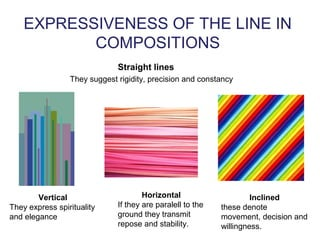 EXPRESSIVENESS OF THE LINE IN
COMPOSITIONS
Straight lines
They suggest rigidity, precision and constancy
Vertical
They express spirituality
and elegance
Horizontal
If they are paralell to the
ground they transmit
repose and stability.
Inclined
these denote
movement, decision and
willingness.